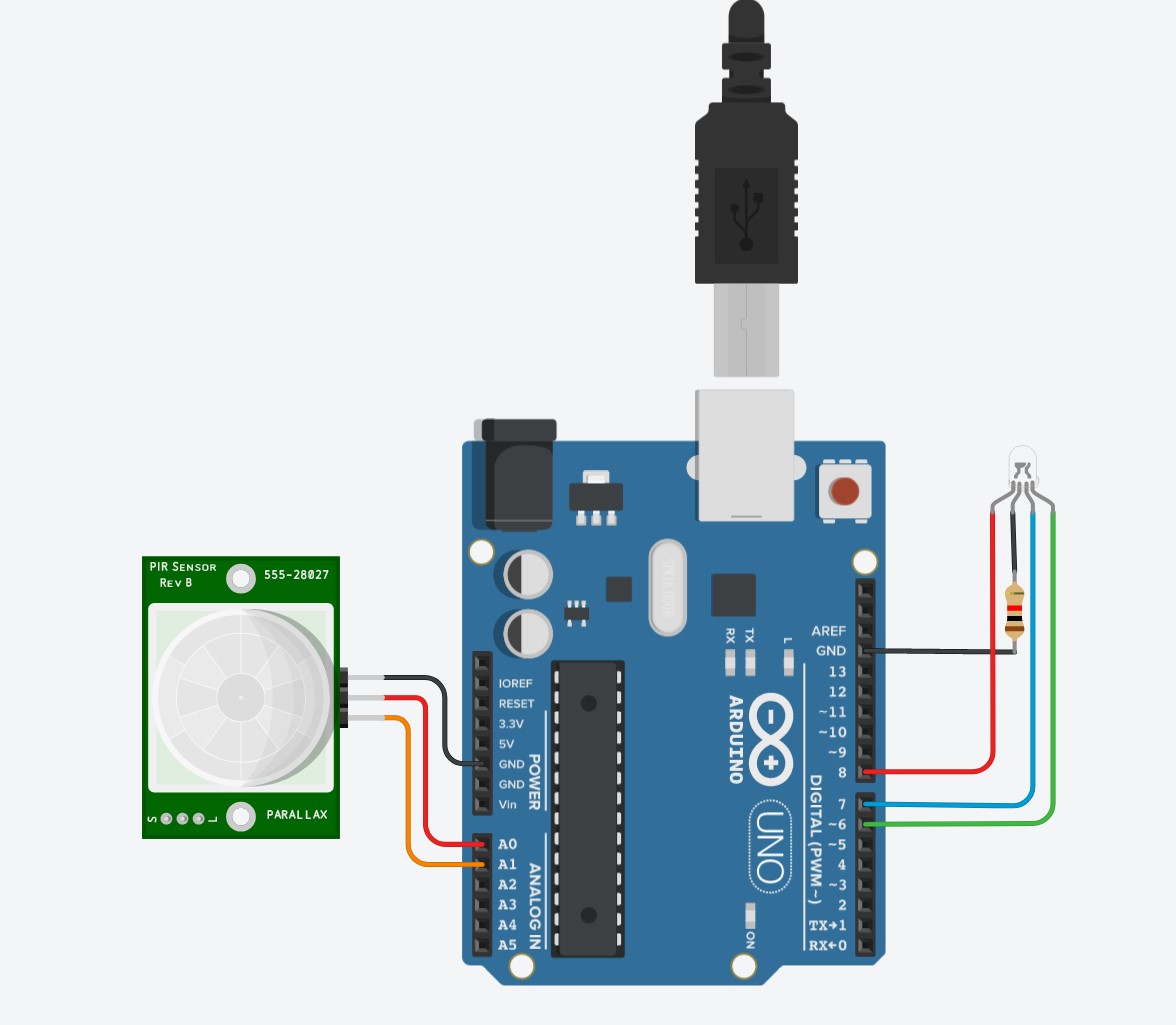 PIR SENSOR
REV B
555-28027
S
L
PARALLAX
IOREF
RESET
3.3V
5V
GND
GND
Vin
POWER
A0
A1
A2
A3
A4
A5
ANALOG IN
RX
TX
L
ARDUINO
UNO
ON
AREF
GND
13
12
~11
~10
~9
8
7
~6
~5
4
~3
2
TX→1
RX←0
DIGITAL (PWM~)